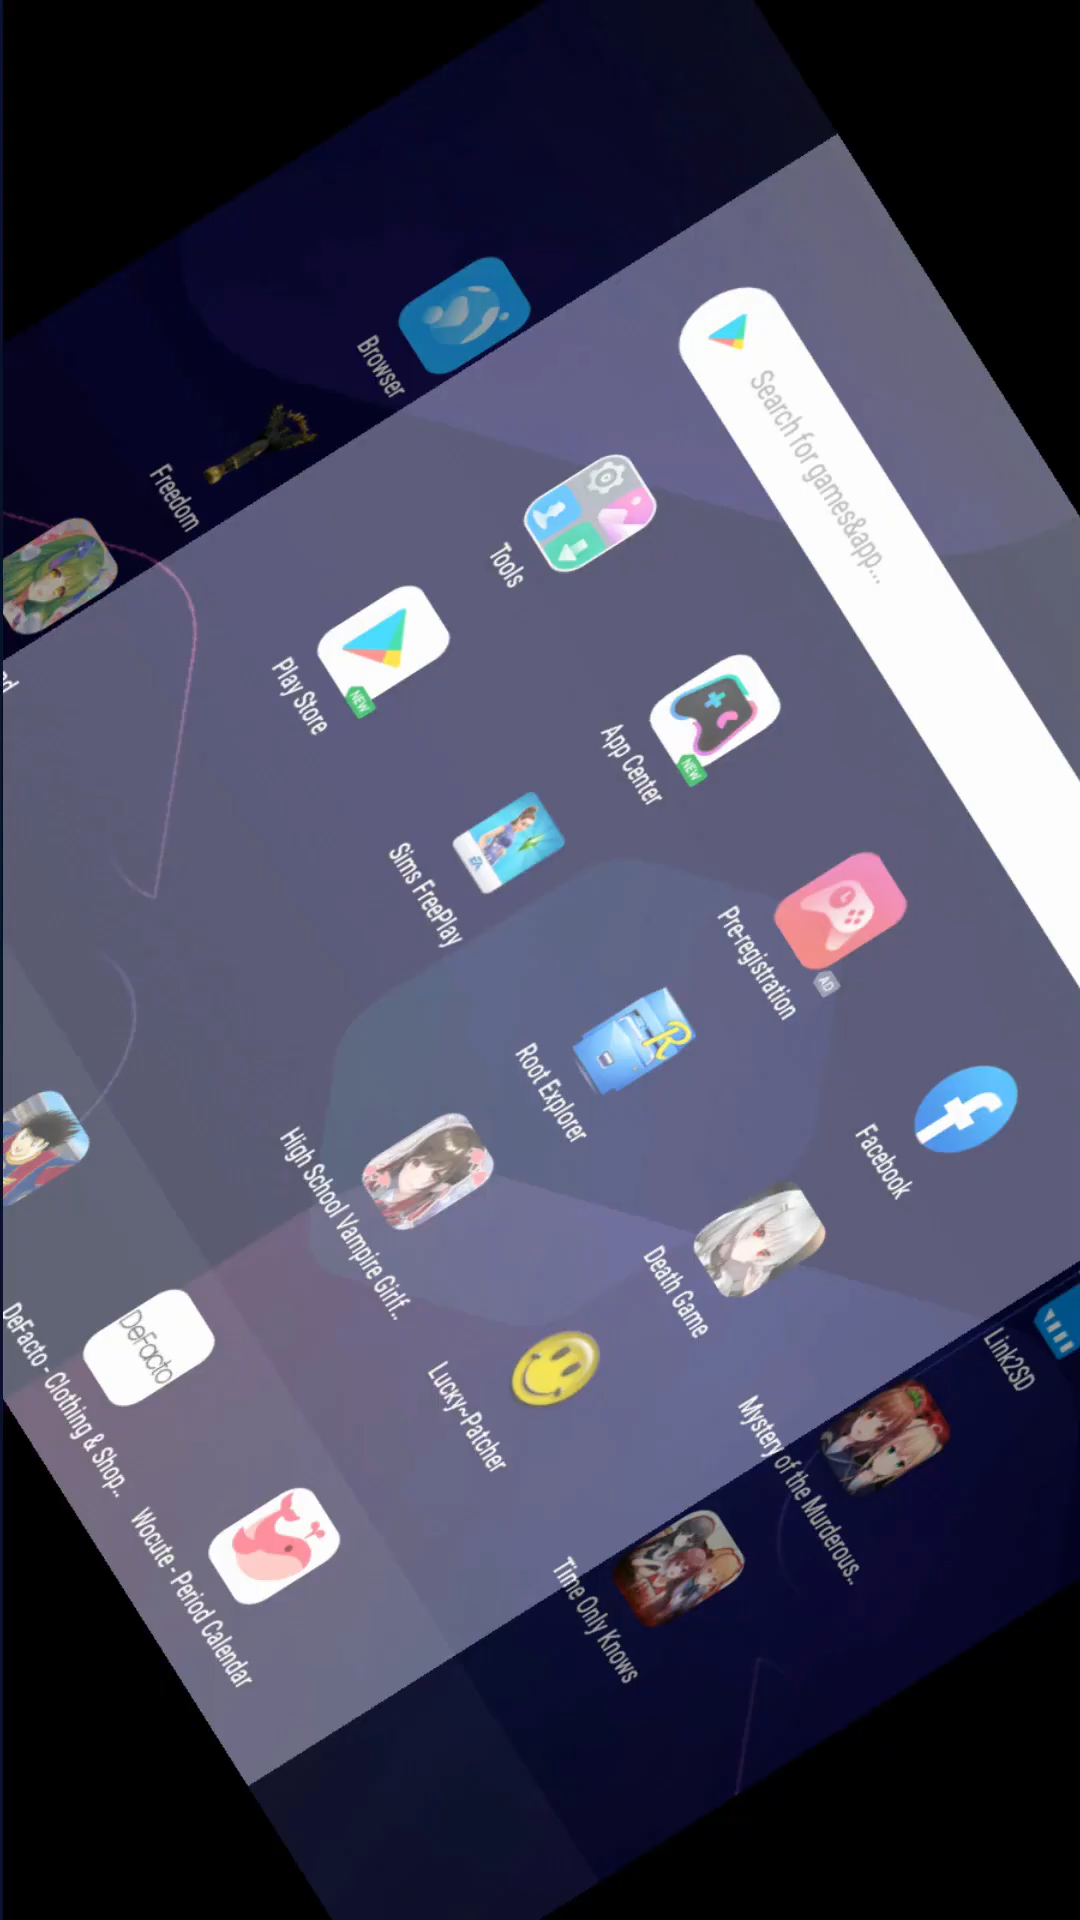 Search for games&app...
Browser
Tools
NEW
App Center
AD
Pre-registration
Facebook
Freedom
NEW
Play Store
EA
Sims FreePlay
R
Root Explorer
Death Game
Link2SD
High School Vampire Girlf..
Lucky~Patcher
Mystery of the Murderous..
DeFacto
DeFacto - Clothing & Shop..
Wocute - Period Calendar
Time Only Knows